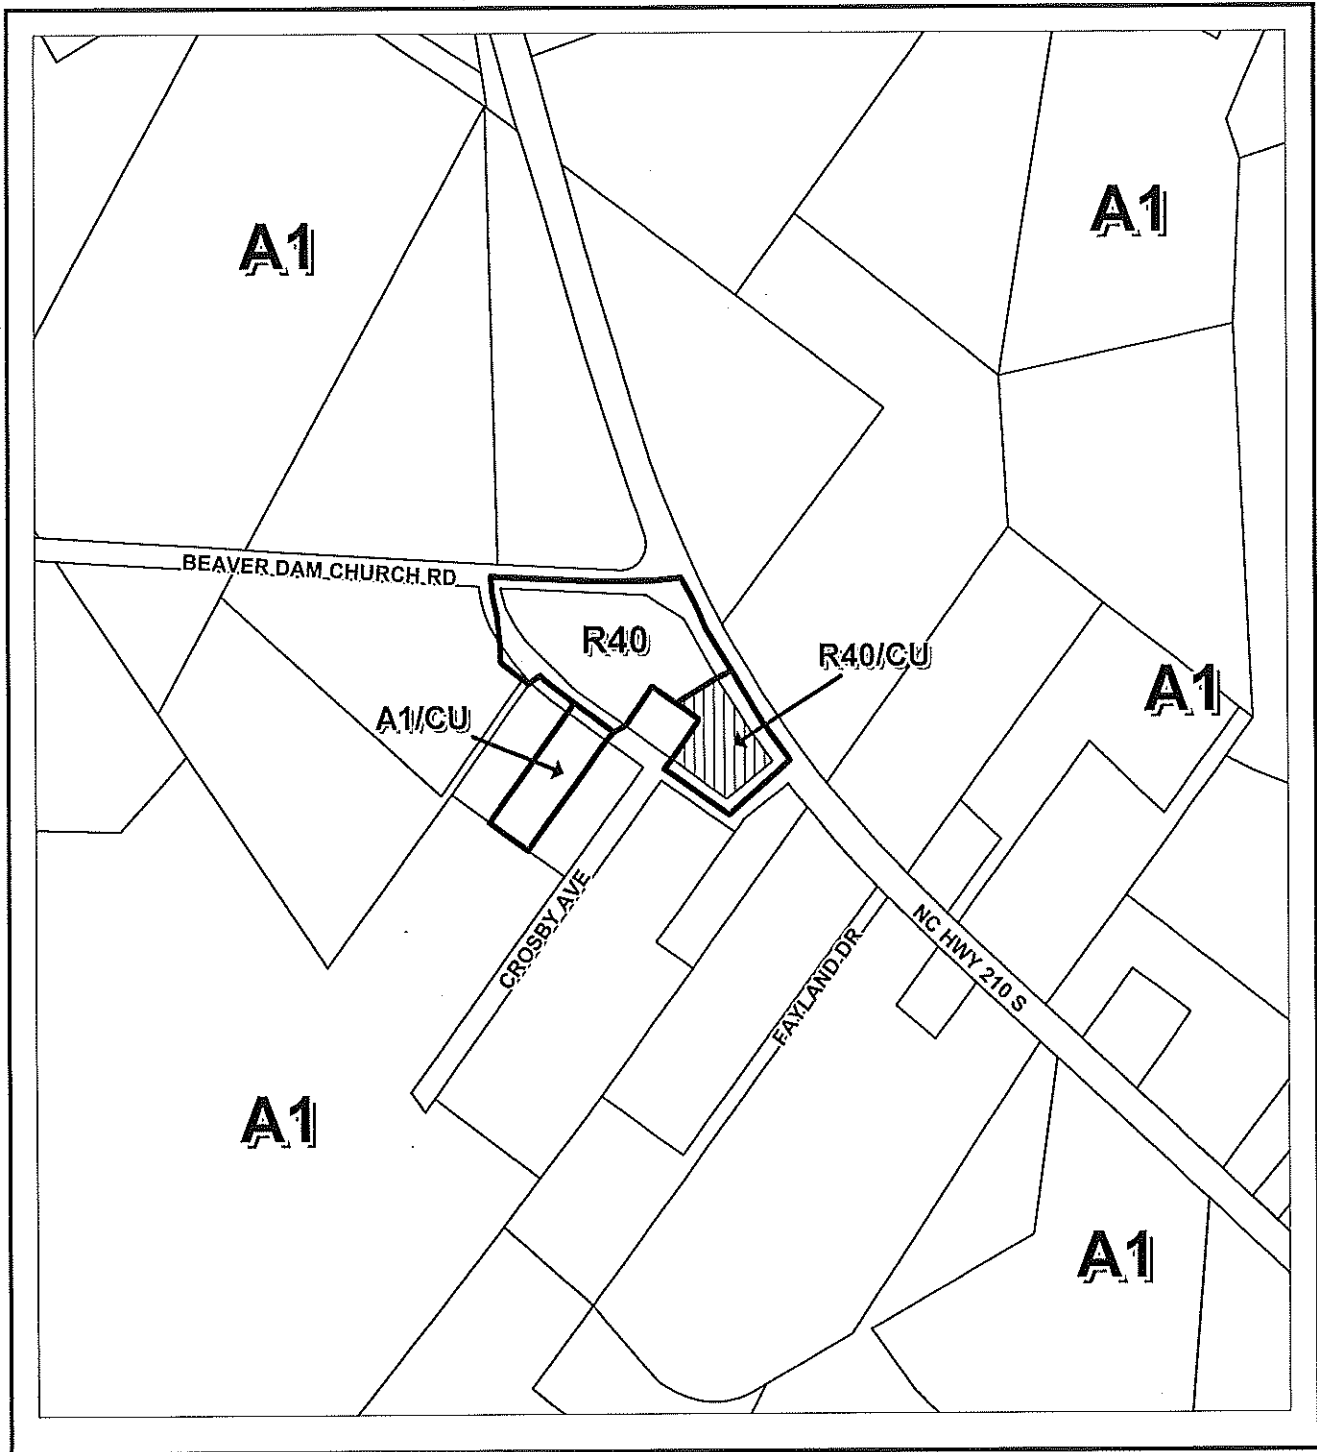 A1
A1
BEAVER DAM CHURCH RD
R40
R40/CU
A1
A1/CU
CROSBY AVE
NC HWY 210 S
FAYLAND DR
A1
A1